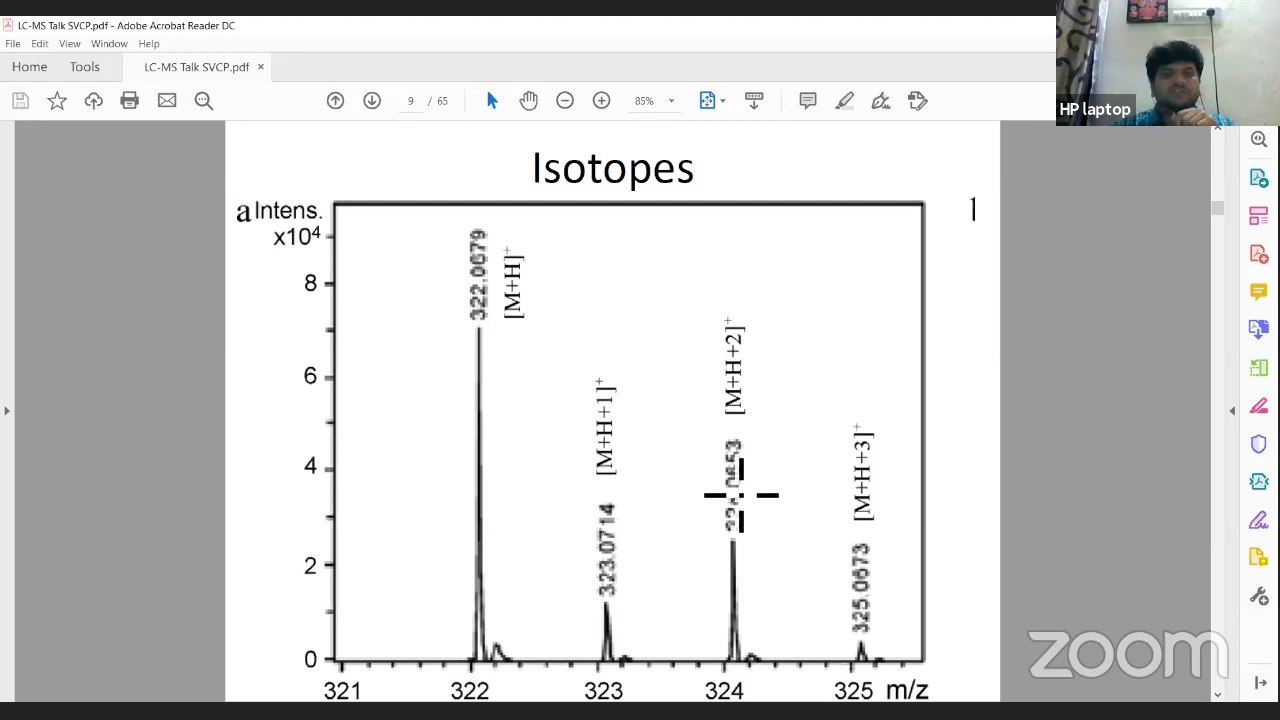 LC-MS Talk SVCP.pdf - Adobe Acrobat Reader DC
File Edit View Window Help
Home Tools LC-MS Talk SVCP.pdf ×
9 / 65 85%
HP laptop
Isotopes
a Intens. 1
x10⁴
8
6
4
2
0
322.0679
[M+H]⁺
323.0714
[M+H+1]⁺
[M+H+2]⁺
325.0673
[M+H+3]⁺
321 322 323 324 325 m/z
zoom